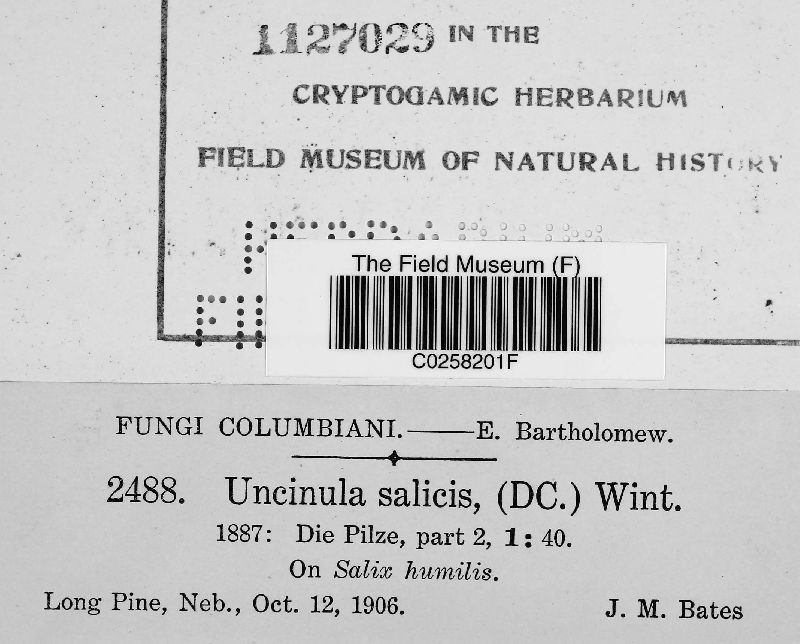 1127029 IN THE
CRYPTOGAMIC HERBARIUM
FIELD MUSEUM OF NATURAL HISTORY
The Field Museum (F)
C0258201F
FUNGI COLUMBIANI.——E. Bartholomew.
2488. Uncinula salicis, (DC.) Wint.
1887: Die Pilze, part 2, 1: 40.
On Salix humilis.
Long Pine, Neb., Oct. 12, 1906. J. M. Bates